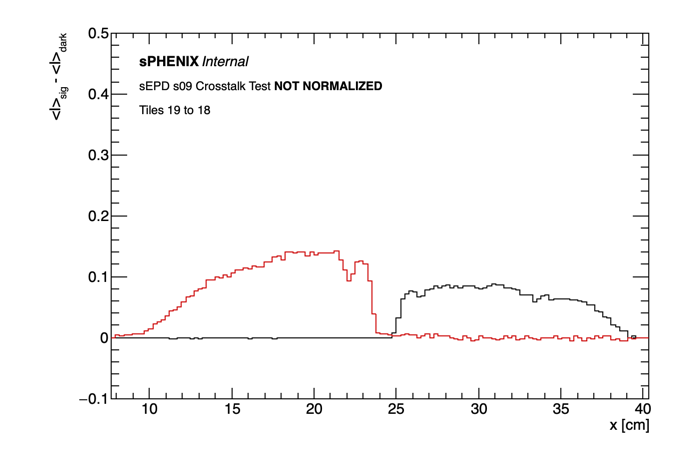 0.5
<|I|>sig - <|I|>dark
sPHENIX Internal
sEPD s09 Crosstalk Test NOT NORMALIZED
0.4
Tiles 19 to 18
0.3
0.2
0.1
0
−0.1
10 15 20 25 30 35 40
x [cm]